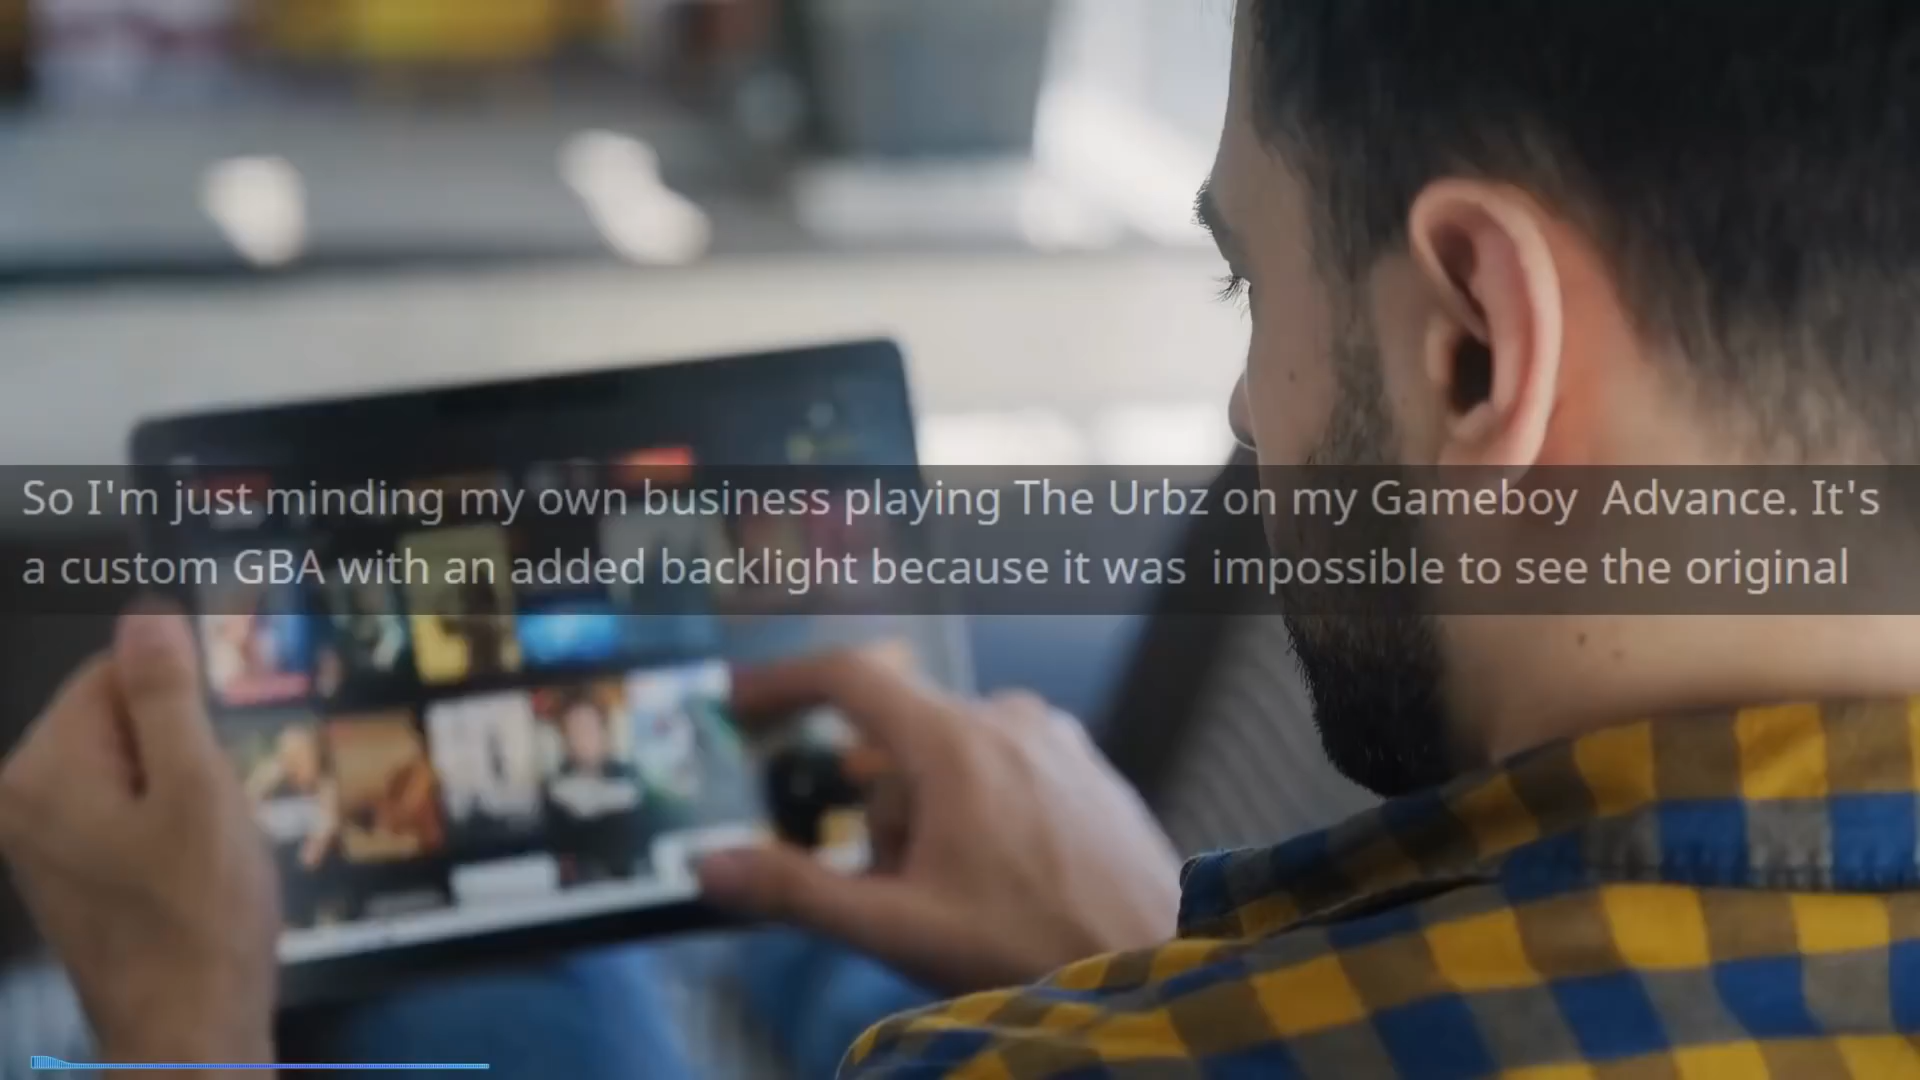 So I'm just minding my own business playing The Urbz on my Gameboy  Advance. It's
a custom GBA with an added backlight because it was  impossible to see the original